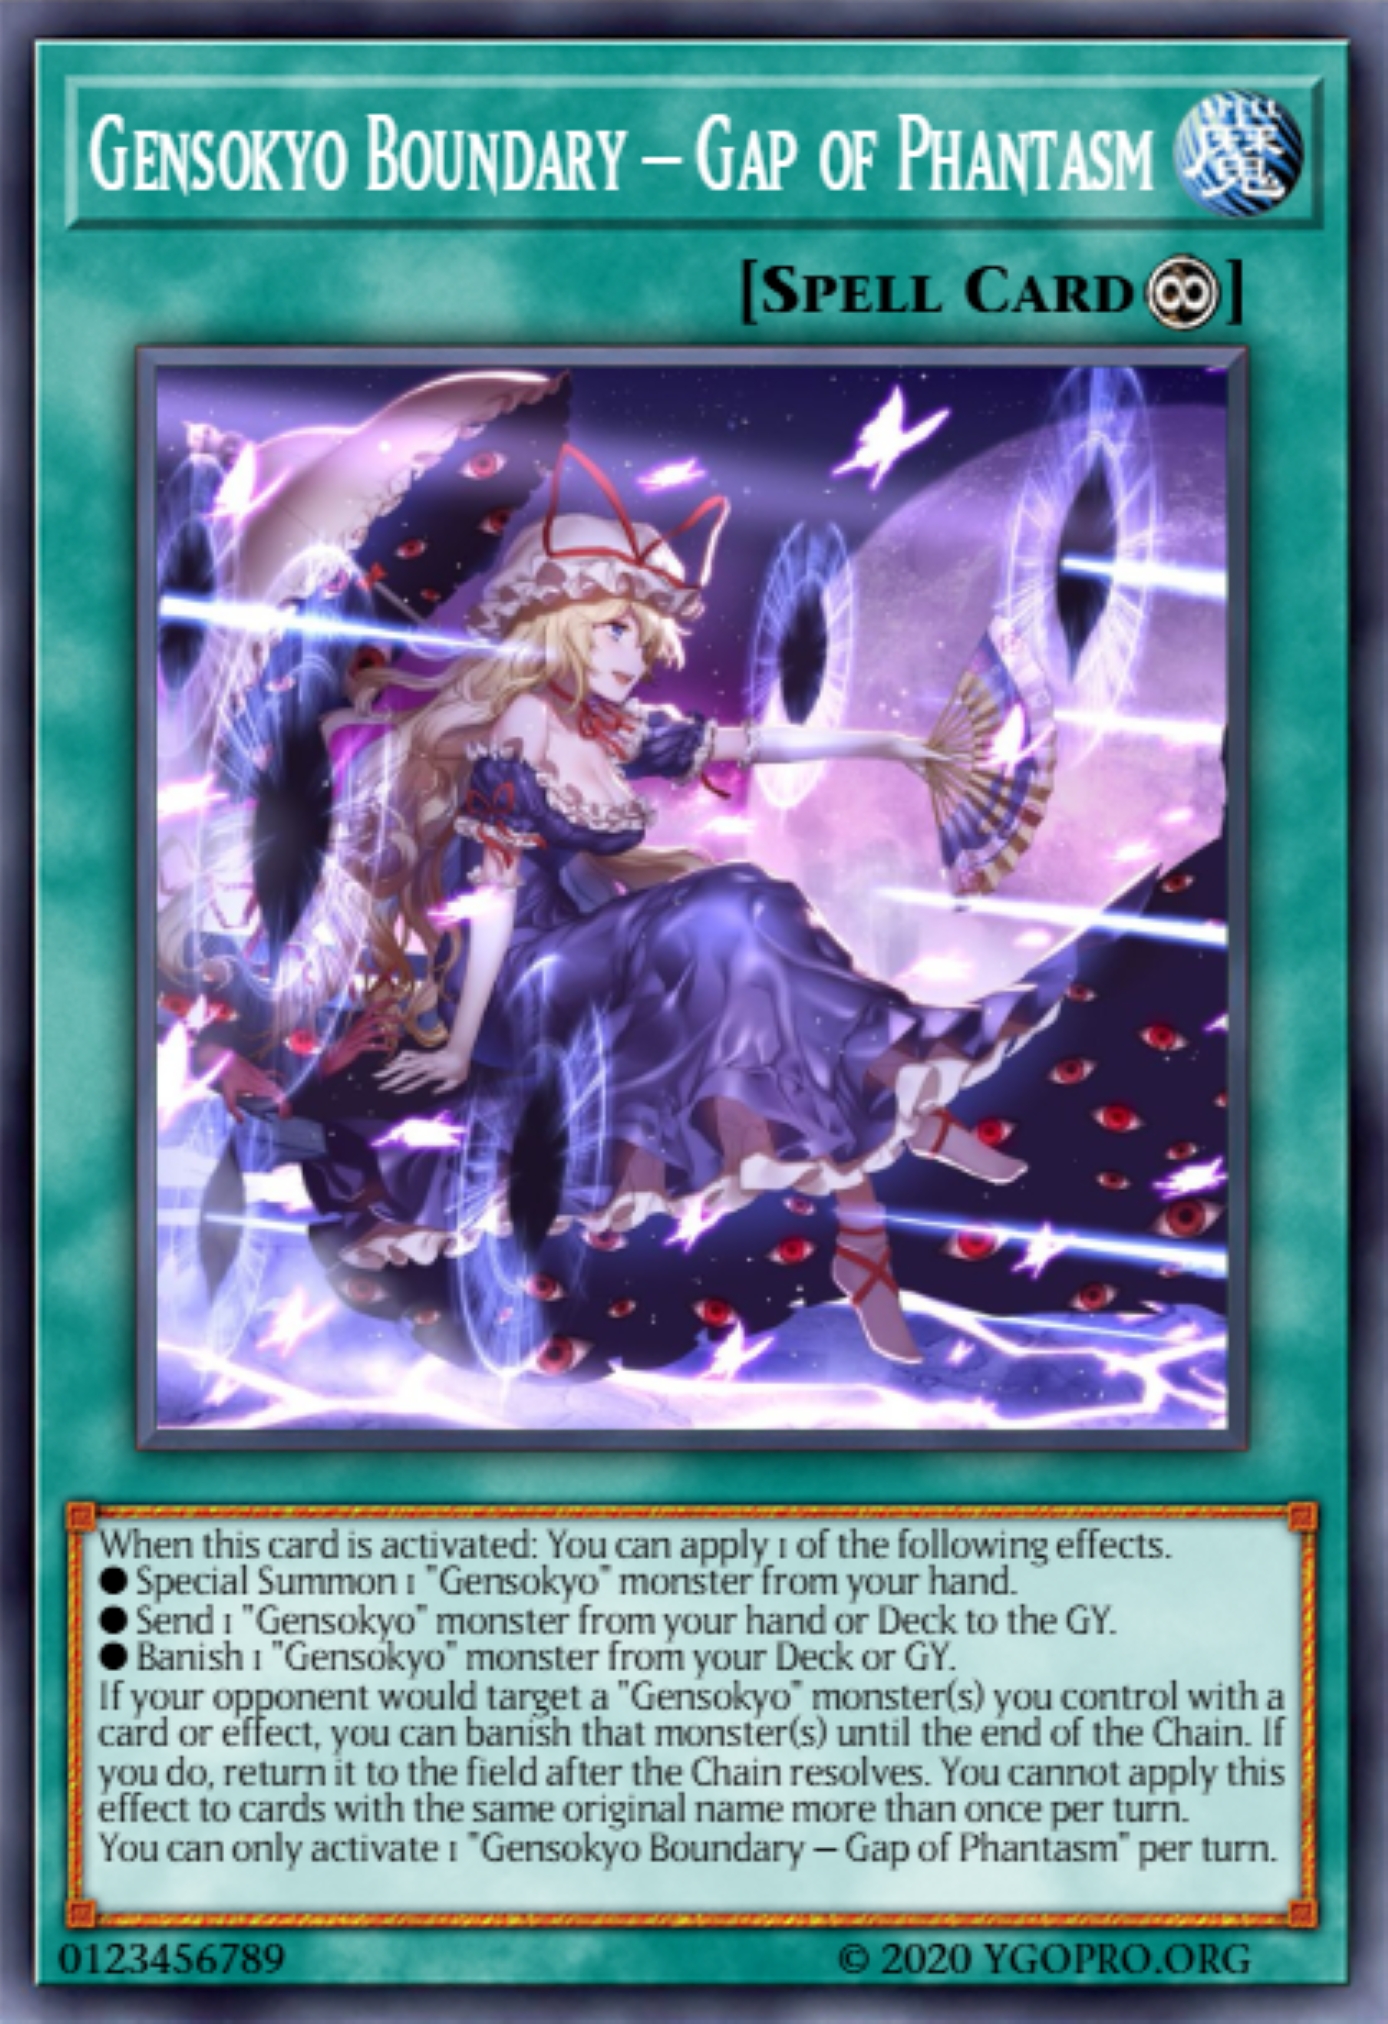 Gensokyo Boundary – Gap of Phantasm 魔
[Spell Card]
When this card is activated: You can apply 1 of the following effects.
● Special Summon 1 "Gensokyo" monster from your hand.
● Send 1 "Gensokyo" monster from your hand or Deck to the GY.
● Banish 1 "Gensokyo" monster from your Deck or GY.
If your opponent would target a "Gensokyo" monster(s) you control with a
card or effect, you can banish that monster(s) until the end of the Chain. If
you do, return it to the field after the Chain resolves. You cannot apply this
effect to cards with the same original name more than once per turn.
You can only activate 1 "Gensokyo Boundary – Gap of Phantasm" per turn.
0123456789
© 2020 YGOPRO.ORG